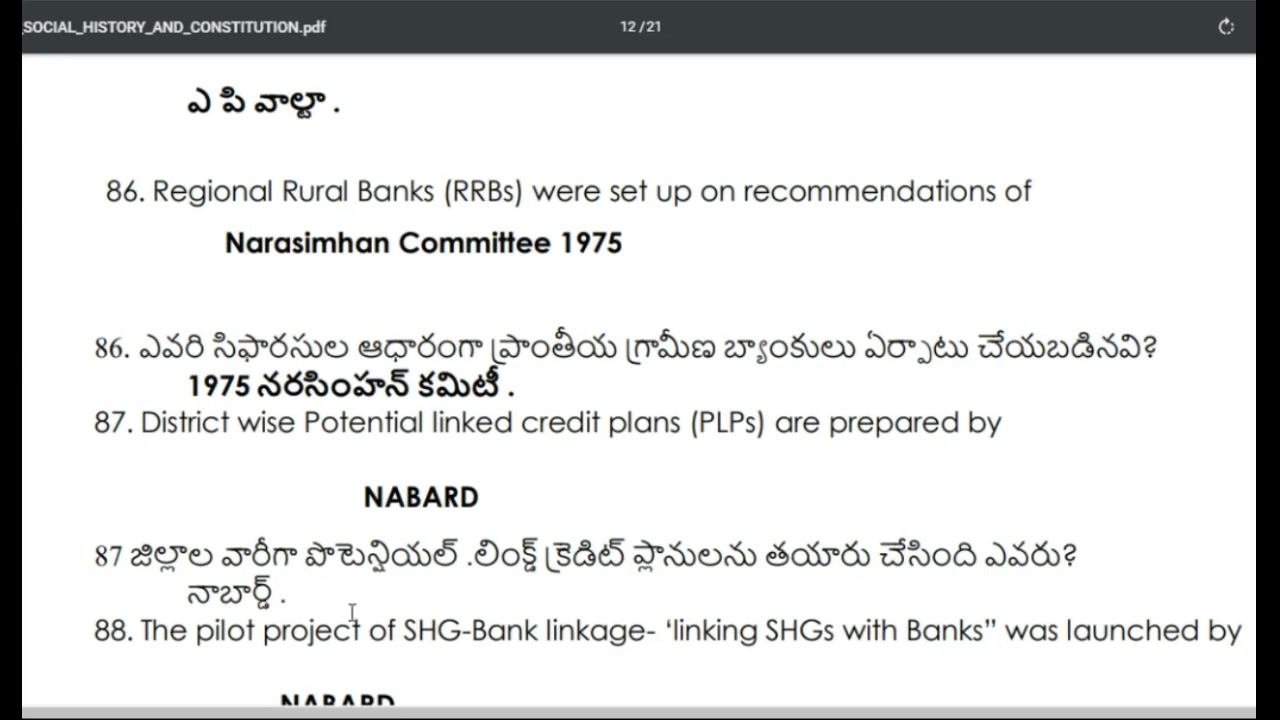 _SOCIAL_HISTORY_AND_CONSTITUTION.pdf
12 / 21
ఎ పి వాల్టా .
86. Regional Rural Banks (RRBs) were set up on recommendations of
Narasimhan Committee 1975
86. ఎవరి సిఫారసుల ఆధారంగా ప్రాంతీయ గ్రామీణ బ్యాంకులు ఏర్పాటు చేయబడినవి?
1975 నరసింహన్ కమిటీ .
87. District wise Potential linked credit plans (PLPs) are prepared by
NABARD
87 జిల్లాల వారీగా పొటెన్షియల్ .లింక్డ్ క్రెడిట్ ప్లానులను తయారు చేసింది ఎవరు?
నాబార్డ్ .
88. The pilot project of SHG-Bank linkage- ‘linking SHGs with Banks” was launched by
NABARD